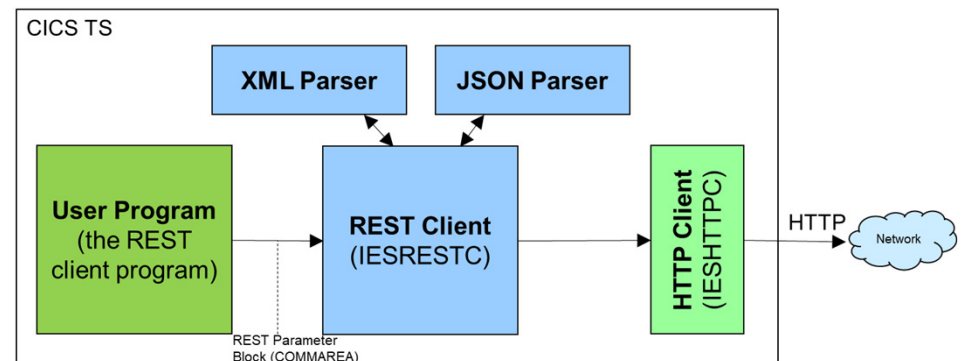 CICS TS
XML Parser
JSON Parser
User Program
(the REST
client program)
REST Client
(IESRESTC)
HTTP Client
(IESHTTPC)
HTTP
Network
REST Parameter
Block (COMMAREA)